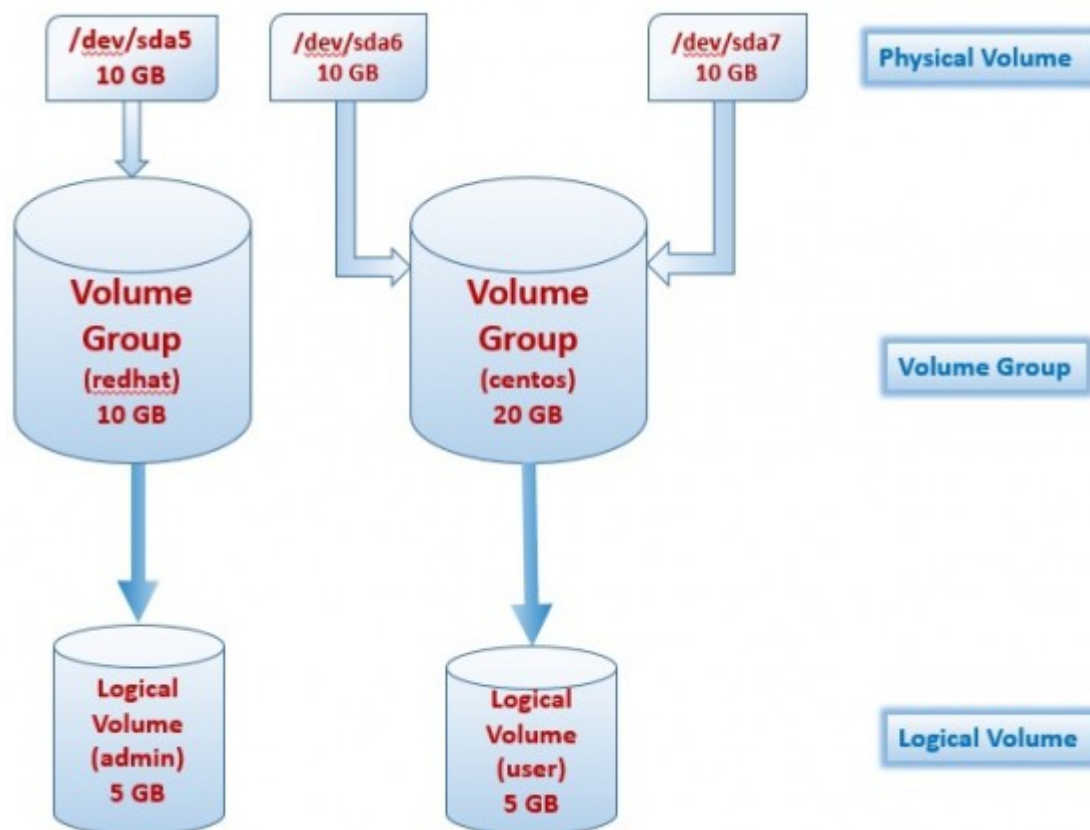 /dev/sda5
10 GB
/dev/sda6
10 GB
/dev/sda7
10 GB
Physical Volume
Volume
Group
(redhat)
10 GB
Volume
Group
(centos)
20 GB
Volume Group
Logical
Volume
(admin)
5 GB
Logical
Volume
(user)
5 GB
Logical Volume